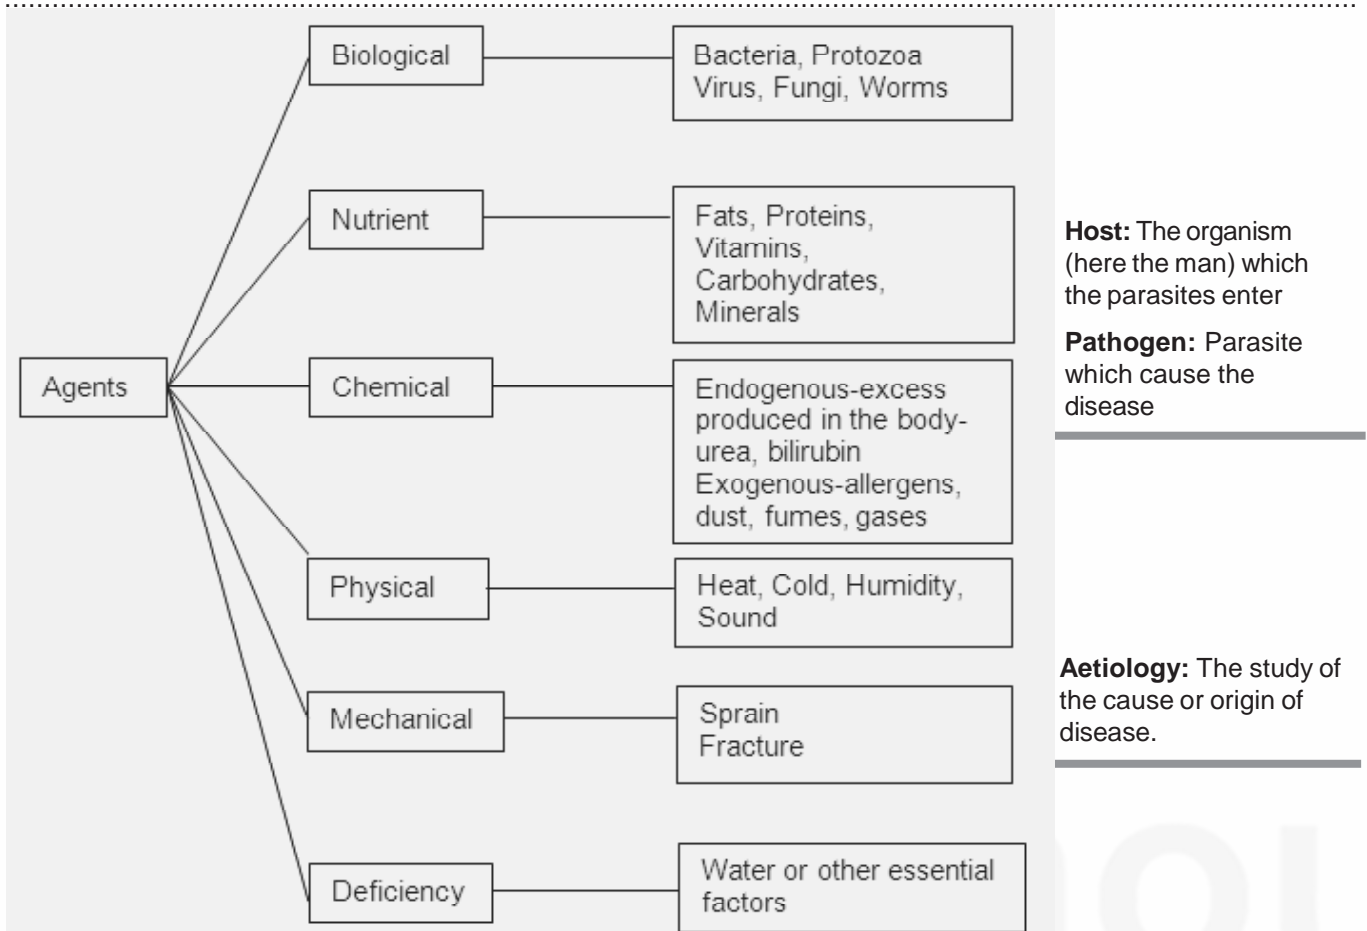 Biological
Bacteria, Protozoa
Virus, Fungi, Worms
Nutrient
Fats, Proteins,
Vitamins,
Carbohydrates,
Minerals
Agents
Chemical
Endogenous-excess
produced in the body-
urea, bilirubin
Exogenous-allergens,
dust, fumes, gases
Physical
Heat, Cold, Humidity,
Sound
Mechanical
Sprain
Fracture
Deficiency
Water or other essential
factors
Host: The organism
(here the man) which
the parasites enter
Pathogen: Parasite
which cause the
disease
Aetiology: The study of
the cause or origin of
disease.